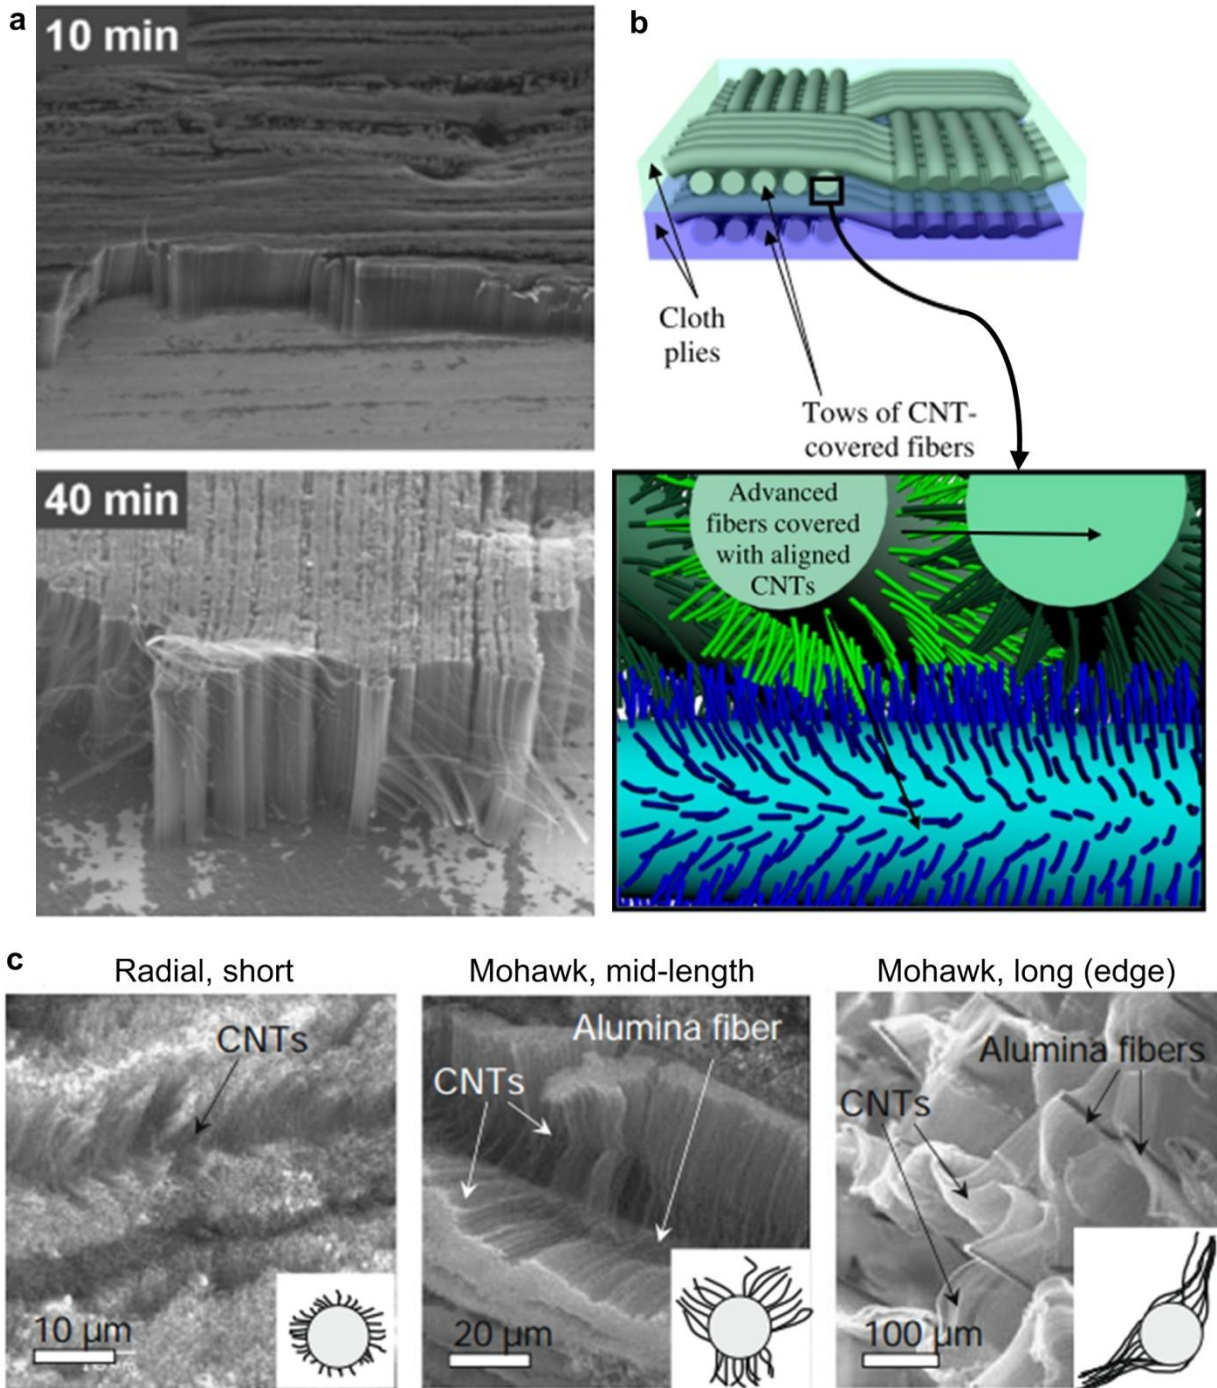 a
10 min
40 min
b
Cloth
plies
Tows of CNT-
covered fibers
Advanced
fibers covered
with aligned
CNTs
c
Radial, short
CNTs
10 µm
Mohawk, mid-length
Alumina fiber
CNTs
20 µm
Mohawk, long (edge)
Alumina fibers
CNTs
100 µm